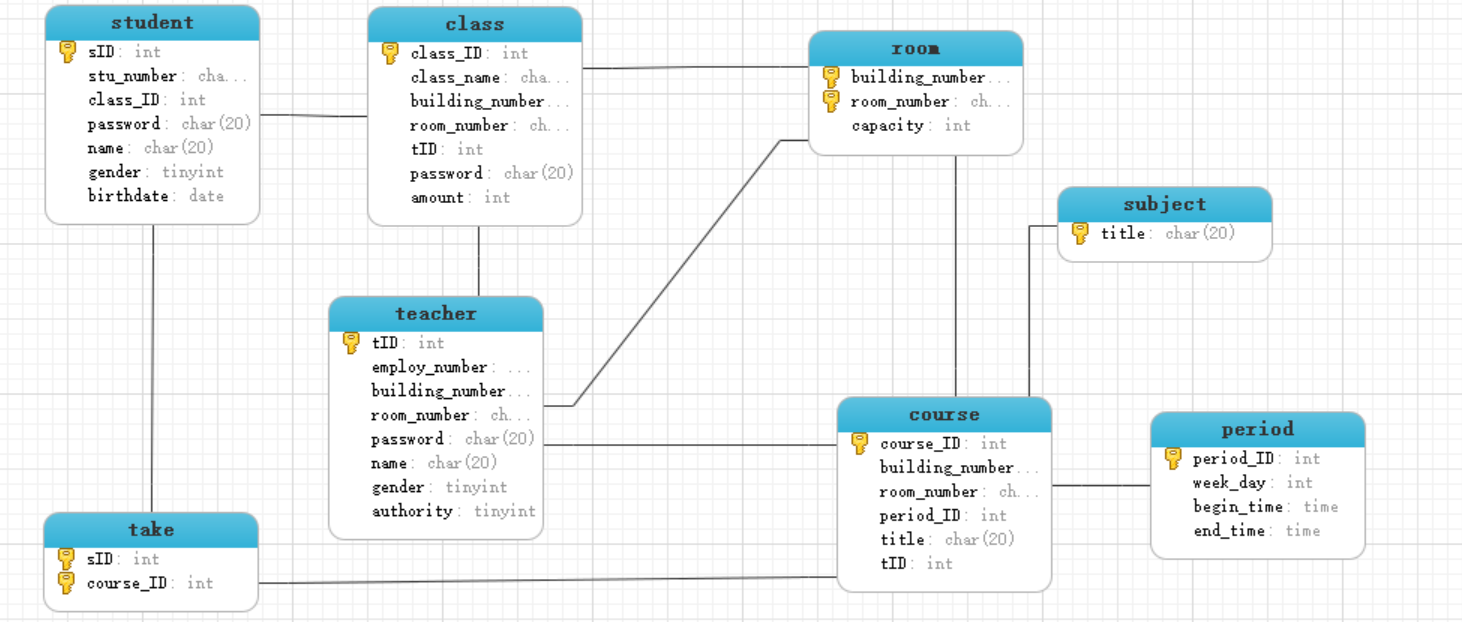 student
sID: int
stu_number: cha...
class_ID: int
password: char(20)
name: char(20)
gender: tinyint
birthdate: date
class
class_ID: int
class_name: cha...
building_number...
room_number: ch...
tID: int
password: char(20)
amount: int
room
building_number...
room_number: ch...
capacity: int
subject
title: char(20)
teacher
tID: int
employ_number: ...
building_number...
room_number: ch...
password: char(20)
name: char(20)
gender: tinyint
authority: tinyint
course
course_ID: int
building_number...
room_number: ch...
period_ID: int
title: char(20)
tID: int
period
period_ID: int
week_day: int
begin_time: time
end_time: time
take
sID: int
course_ID: int